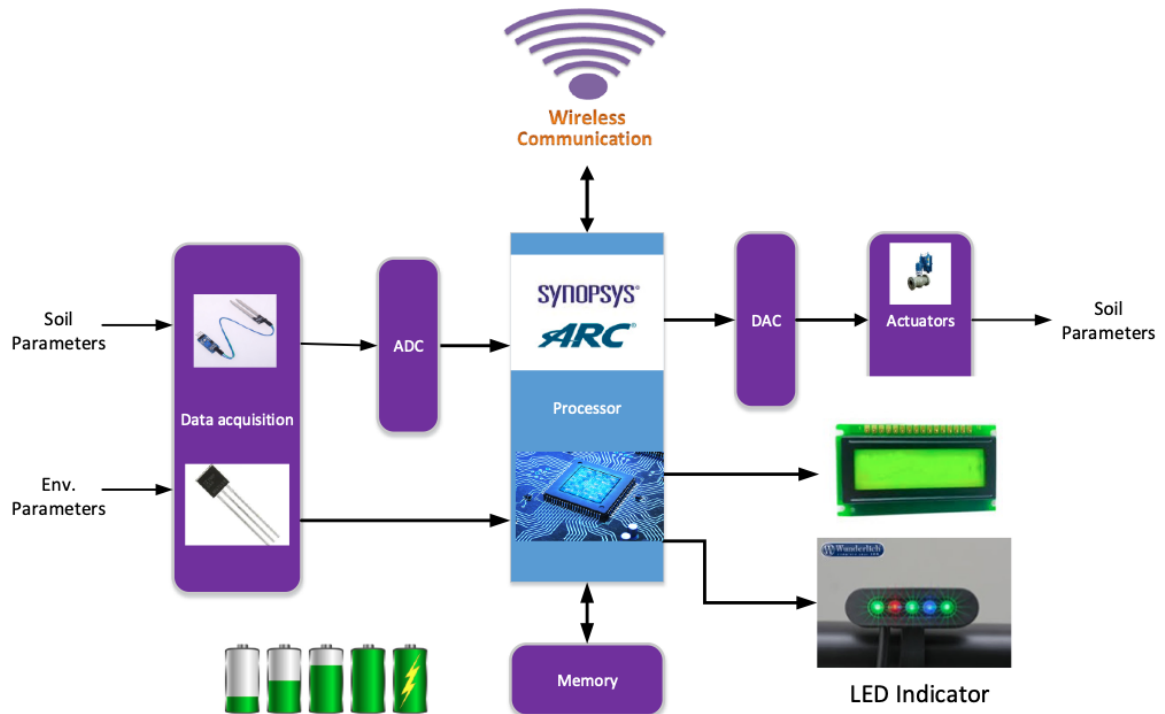 Wireless
Communication
SYNOPSYS®
ARC®
Soil
Parameters
Data acquisition
Env.
Parameters
ADC
Processor
DAC
Actuators
Soil
Parameters
Wunderlich
Memory
LED Indicator